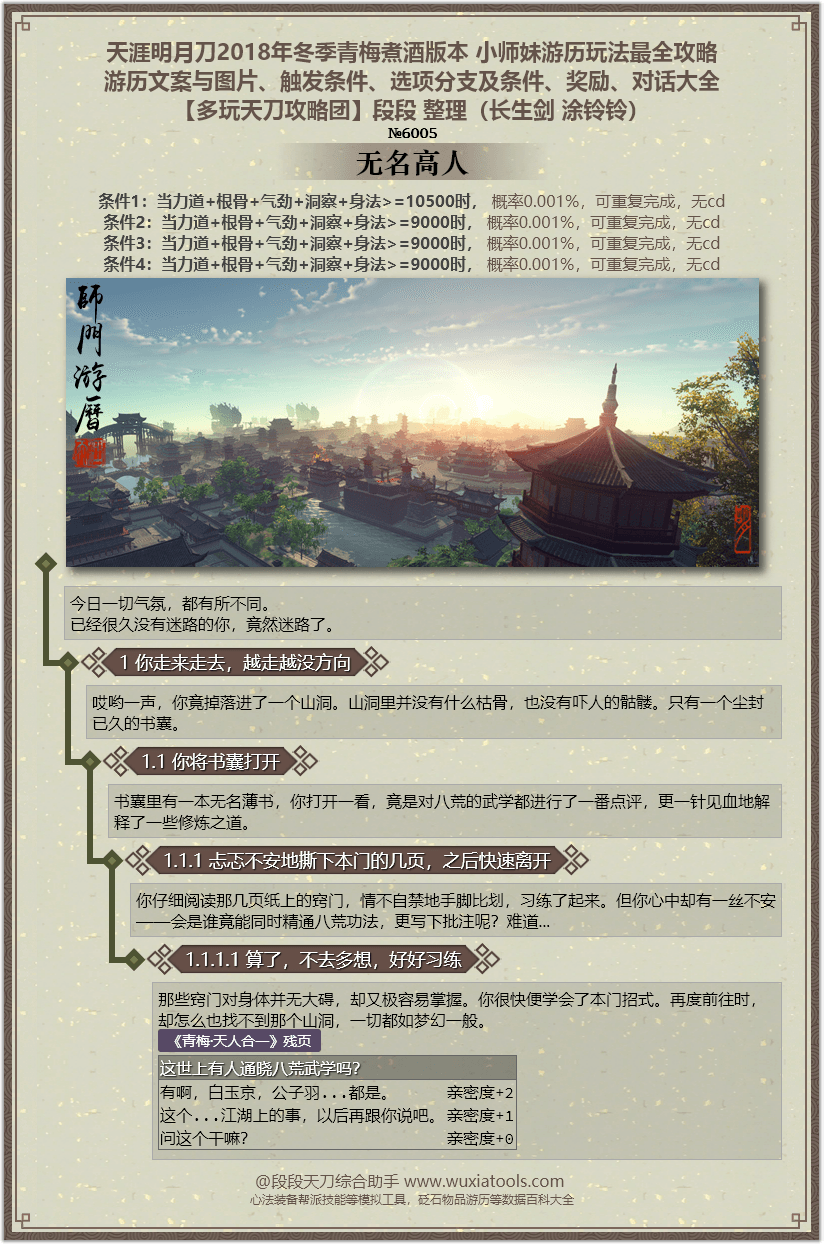 天涯明月刀2018年冬季青梅煮酒版本 小师妹游历玩法最全攻略
游历文案与图片、触发条件、选项分支及条件、奖励、对话大全
【多玩天刀攻略团】段段 整理（长生剑 涂铃铃）
№6005
无名高人
条件1：当力道+根骨+气劲+洞察+身法>=10500时， 概率0.001%，可重复完成，无cd
条件2：当力道+根骨+气劲+洞察+身法>=9000时， 概率0.001%，可重复完成，无cd
条件3：当力道+根骨+气劲+洞察+身法>=9000时， 概率0.001%，可重复完成，无cd
条件4：当力道+根骨+气劲+洞察+身法>=9000时， 概率0.001%，可重复完成，无cd
師門游曆
今日一切气氛，都有所不同。
已经很久没有迷路的你，竟然迷路了。
1 你走来走去，越走越没方向
哎哟一声，你竟掉落进了一个山洞。山洞里并没有什么枯骨，也没有吓人的骷髅。只有一个尘封
已久的书囊。
1.1 你将书囊打开
书囊里有一本无名薄书，你打开一看，竟是对八荒的武学都进行了一番点评，更一针见血地解
释了一些修炼之道。
1.1.1 忐忑不安地撕下本门的几页，之后快速离开
你仔细阅读那几页纸上的窍门，情不自禁地手脚比划，习练了起来。但你心中却有一丝不安
——会是谁竟能同时精通八荒功法，更写下批注呢？难道...
1.1.1.1 算了，不去多想，好好习练
那些窍门对身体并无大碍，却又极容易掌握。你很快便学会了本门招式。再度前往时，
却怎么也找不到那个山洞，一切都如梦幻一般。
《青梅·天人合一》残页
这世上有人通晓八荒武学吗？
有啊，白玉京，公子羽...都是。 亲密度+2
这个...江湖上的事，以后再跟你说吧。 亲密度+1
问这个干嘛？ 亲密度+0
@段段天刀综合助手 www.wuxiatools.com
心法装备帮派技能等模拟工具，砭石物品游历等数据百科大全